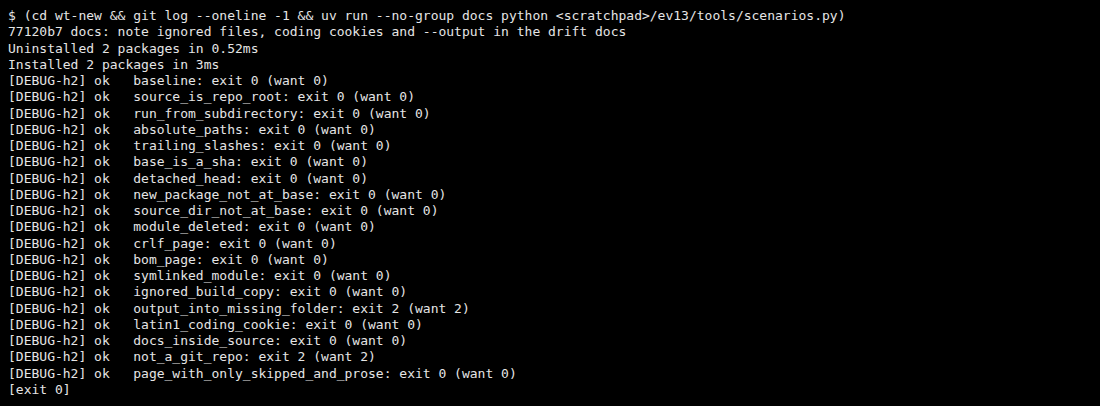 $ (cd wt-new && git log --oneline -1 && uv run --no-group docs python <scratchpad>/ev13/tools/scenarios.py)
77120b7 docs: note ignored files, coding cookies and --output in the drift docs
Uninstalled 2 packages in 0.52ms
Installed 2 packages in 3ms
[DEBUG-h2] ok   baseline: exit 0 (want 0)
[DEBUG-h2] ok   source_is_repo_root: exit 0 (want 0)
[DEBUG-h2] ok   run_from_subdirectory: exit 0 (want 0)
[DEBUG-h2] ok   absolute_paths: exit 0 (want 0)
[DEBUG-h2] ok   trailing_slashes: exit 0 (want 0)
[DEBUG-h2] ok   base_is_a_sha: exit 0 (want 0)
[DEBUG-h2] ok   detached_head: exit 0 (want 0)
[DEBUG-h2] ok   new_package_not_at_base: exit 0 (want 0)
[DEBUG-h2] ok   source_dir_not_at_base: exit 0 (want 0)
[DEBUG-h2] ok   module_deleted: exit 0 (want 0)
[DEBUG-h2] ok   crlf_page: exit 0 (want 0)
[DEBUG-h2] ok   bom_page: exit 0 (want 0)
[DEBUG-h2] ok   symlinked_module: exit 0 (want 0)
[DEBUG-h2] ok   ignored_build_copy: exit 0 (want 0)
[DEBUG-h2] ok   output_into_missing_folder: exit 2 (want 2)
[DEBUG-h2] ok   latin1_coding_cookie: exit 0 (want 0)
[DEBUG-h2] ok   docs_inside_source: exit 0 (want 0)
[DEBUG-h2] ok   not_a_git_repo: exit 2 (want 2)
[DEBUG-h2] ok   page_with_only_skipped_and_prose: exit 0 (want 0)
[exit 0]